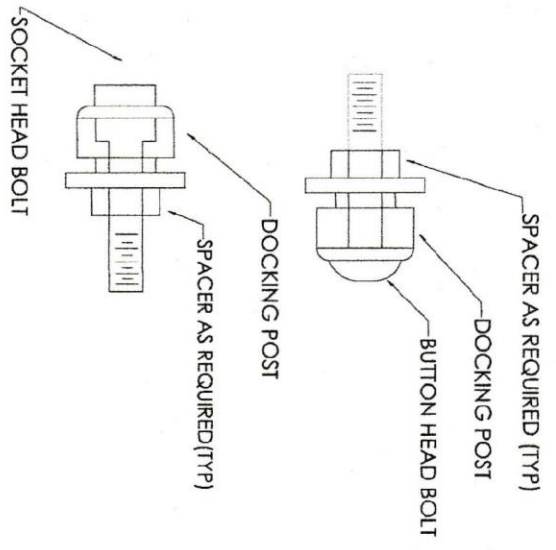 SPACER AS REQUIRED (TYP)
DOCKING POST
BUTTON HEAD BOLT
DOCKING POST
SPACER AS REQUIRED(TYP)
SOCKET HEAD BOLT